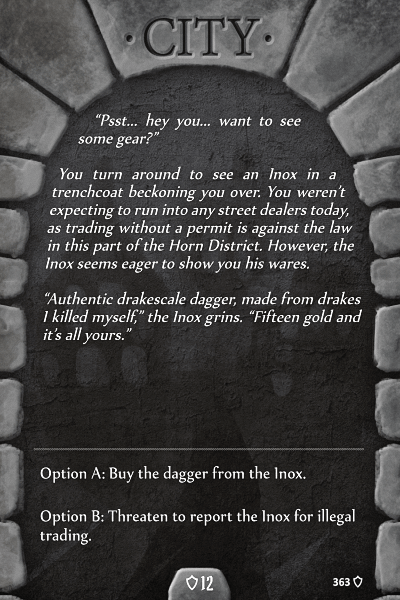 · CITY ·
“Psst... hey you... want to see
some gear?”
You turn around to see an Inox in a
trenchcoat beckoning you over. You weren’t
expecting to run into any street dealers today,
as trading without a permit is against the law
in this part of the Horn District. However, the
Inox seems eager to show you his wares.
“Authentic drakescale dagger, made from drakes
I killed myself,” the Inox grins. “Fifteen gold and
it’s all yours.”
Option A: Buy the dagger from the Inox.
Option B: Threaten to report the Inox for illegal
trading.
12
363